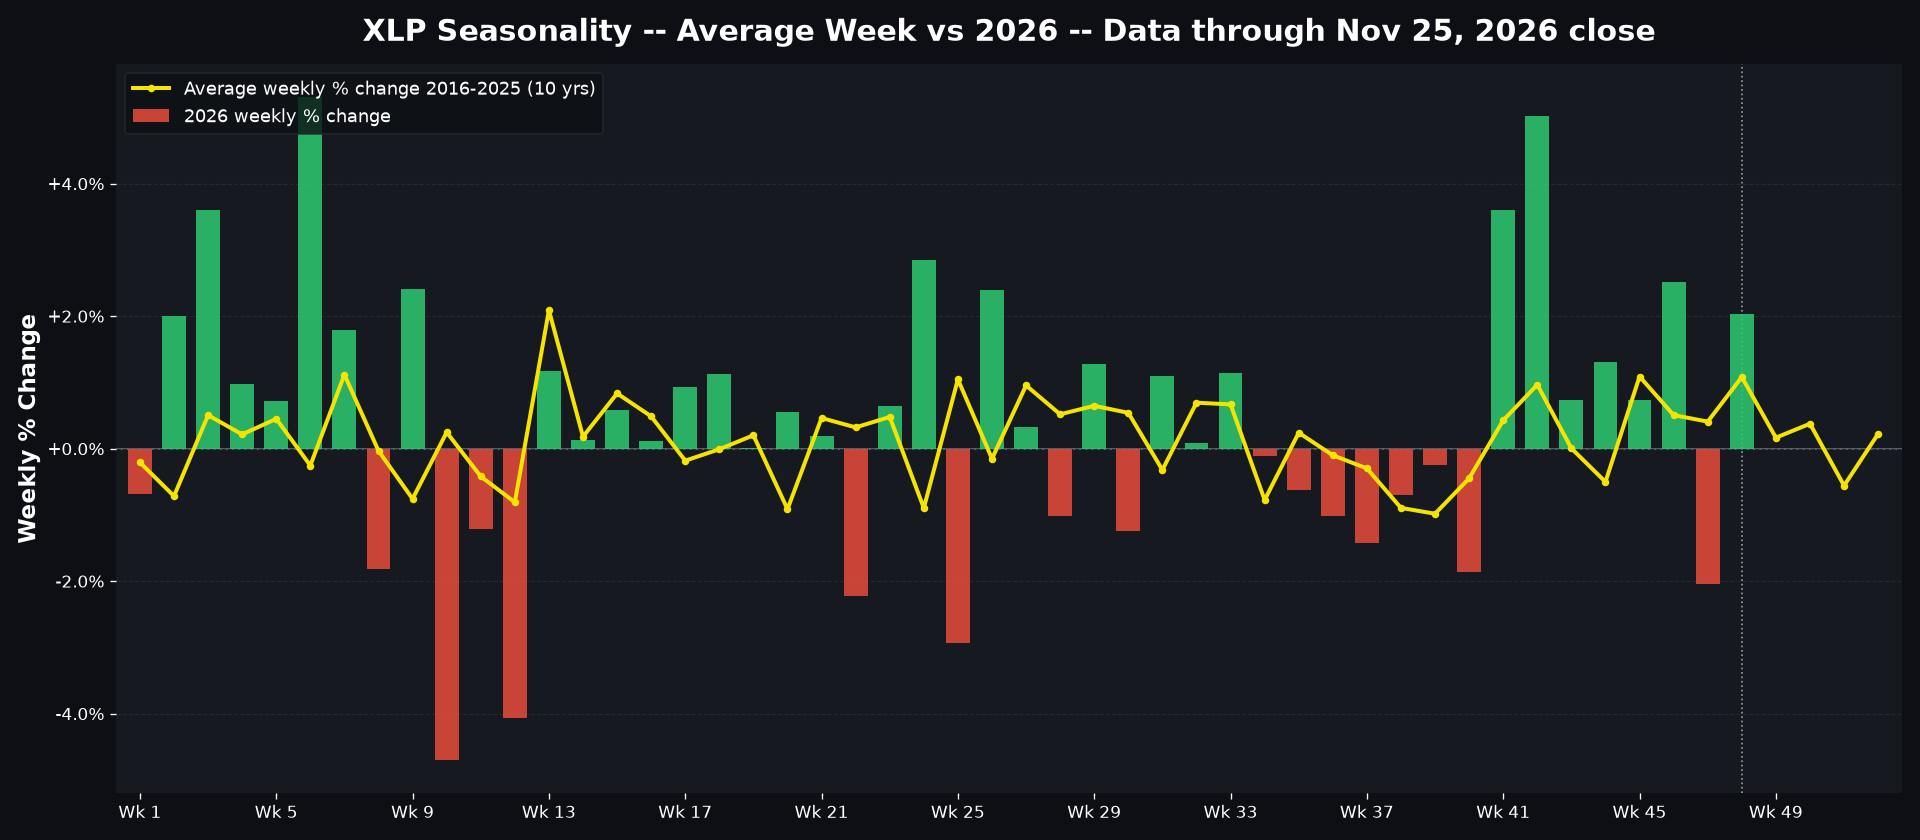 XLP Seasonality -- Average Week vs 2026 -- Data through Nov 25, 2026 close
Average weekly % change 2016-2025 (10 yrs)
2026 weekly % change
Weekly % Change
+4.0%
+2.0%
+0.0%
-2.0%
-4.0%
Wk 1 Wk 5 Wk 9 Wk 13 Wk 17 Wk 21 Wk 25 Wk 29 Wk 33 Wk 37 Wk 41 Wk 45 Wk 49